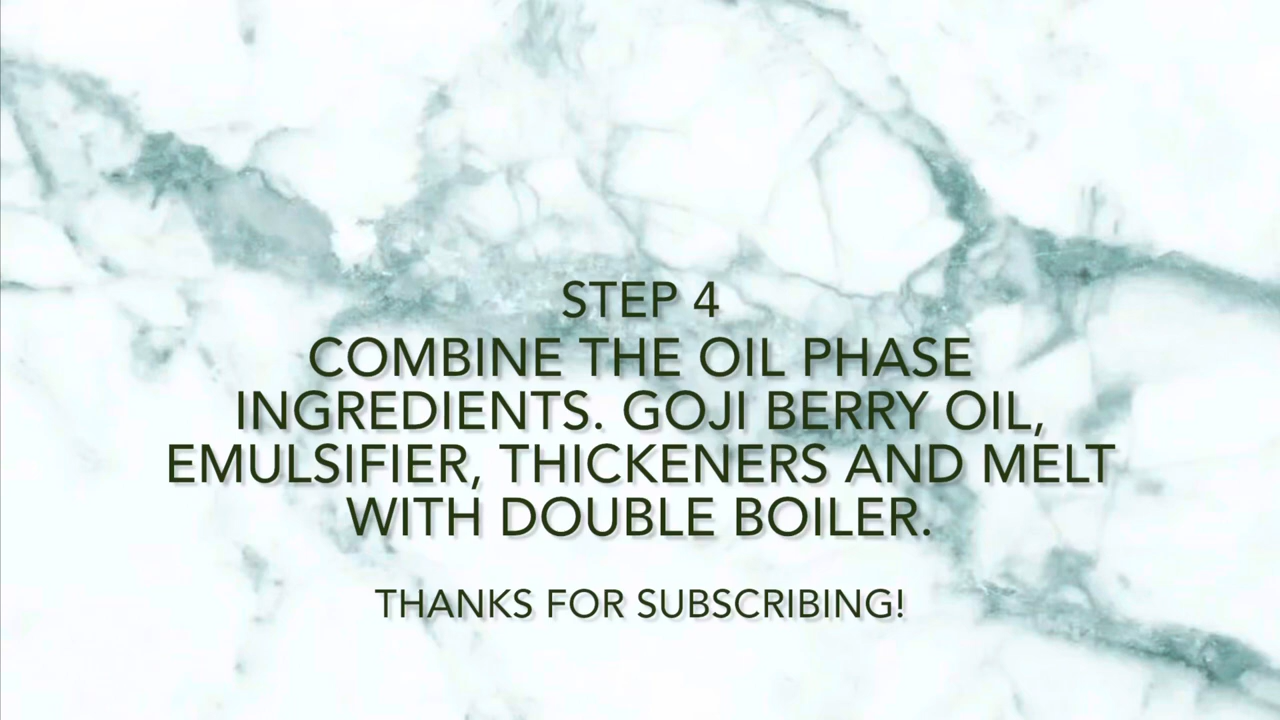 STEP 4
COMBINE THE OIL PHASE
INGREDIENTS. GOJI BERRY OIL,
EMULSIFIER, THICKENERS AND MELT
WITH DOUBLE BOILER.
THANKS FOR SUBSCRIBING!